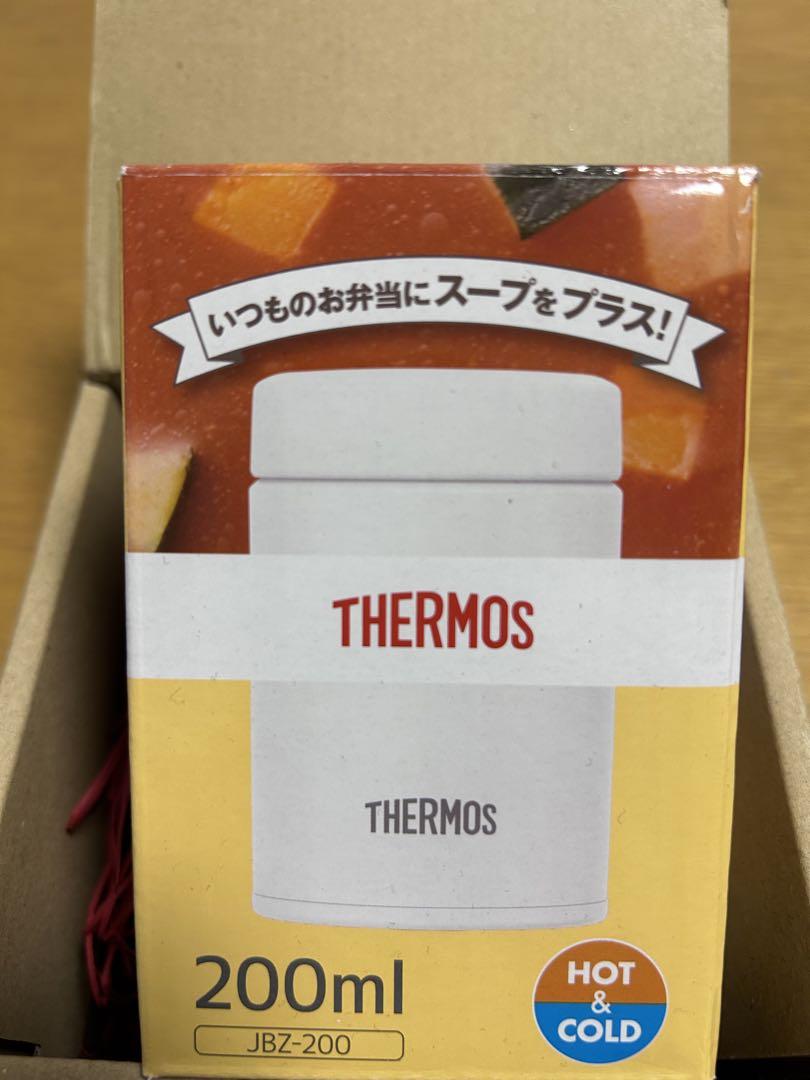 いつものお弁当にスープをプラス!
THERMOS
THERMOS
200ml
JBZ-200
HOT
&
COLD